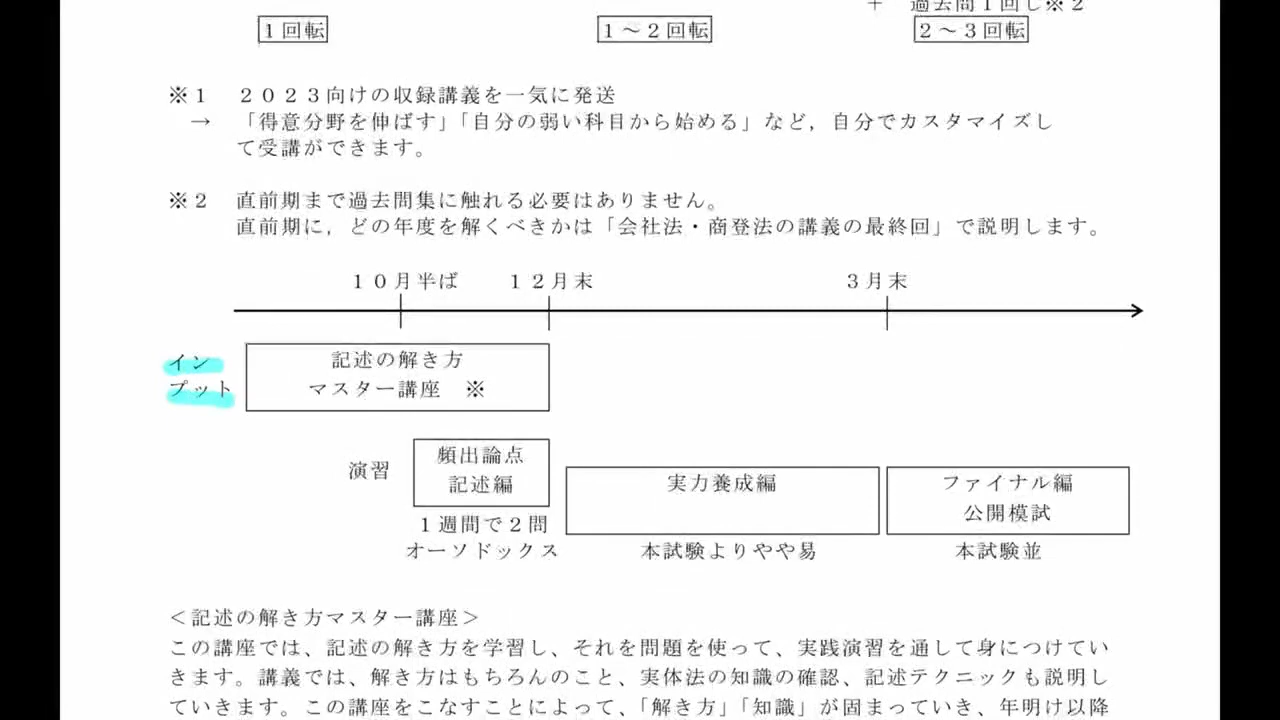 ＋　過去問１回し※２
１回転　１～２回転　２～３回転
※１　２０２３向けの収録講義を一気に発送
→　「得意分野を伸ばす」「自分の弱い科目から始める」など，自分でカスタマイズし
て受講ができます。
※２　直前期まで過去問集に触れる必要はありません。
直前期に，どの年度を解くべきかは「会社法・商登法の講義の最終回」で説明します。
１０月半ば　１２月末　３月末
イン
プット
記述の解き方
マスター講座　※
演習
頻出論点
記述編
１週間で２問
オーソドックス
実力養成編
本試験よりやや易
ファイナル編
公開模試
本試験並
＜記述の解き方マスター講座＞
この講座では、記述の解き方を学習し、それを問題を使って、実践演習を通して身につけてい
きます。講義では、解き方はもちろんのこと、実体法の知識の確認、記述テクニックも説明し
ていきます。この講座をこなすことによって、「解き方」「知識」が固まっていき、年明け以降